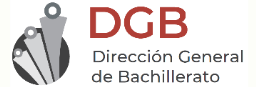 DGB
Dirección General
de Bachillerato